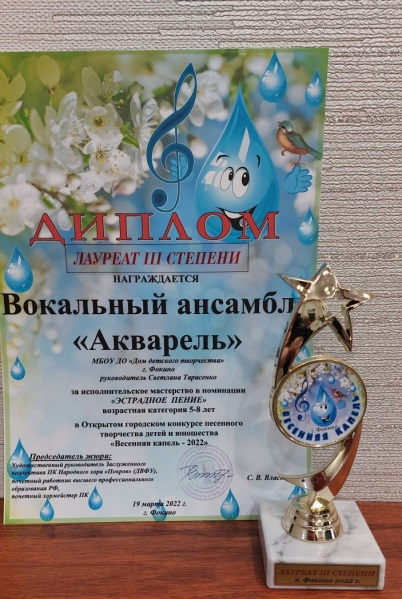 ДИПЛОМ
ЛАУРЕАТ III СТЕПЕНИ
НАГРАЖДАЕТСЯ
Вокальный ансамбль
«Акварель»
МБОУ ДО «Дом детского творчества»
г. Фокино
руководитель Светлана Тарасенко
за исполнительское мастерство в номинации
«ЭСТРАДНОЕ ПЕНИЕ»
возрастная категория 5-8 лет
в Открытом городском конкурсе песенного
творчества детей и юношества
«Весенняя капель - 2022»
Председатель жюри:
Художественный руководитель Заслуженного
коллектива ПК Народного хора «Покров» (ДВФУ),
почетный работник высшего профессионального
образования РФ,
почетный хормейстер ПК
С. В. Влас
19 марта 2022 г.
г. Фокино
г. Фокино
ВЕСЕННЯЯ КАПЕЛЬ
ЛАУРЕАТ III СТЕПЕНИ
г. Фокино 2022 г.